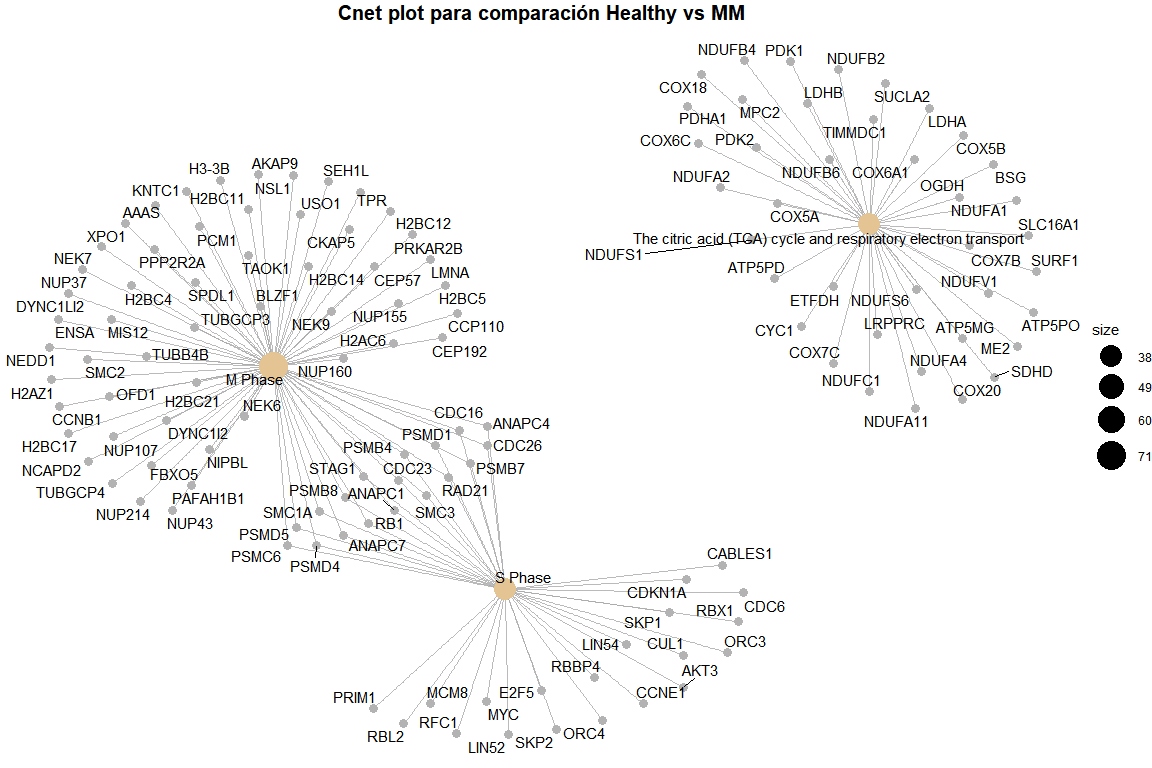 Cnet plot para comparación Healthy vs MM
NDUFB4
PDK1
NDUFB2
COX18
LDHB
SUCLA2
PDHA1
MPC2
LDHA
COX6C
PDK2
TIMMDC1
COX5B
NDUFA2
NDUFB6
COX6A1
OGDH
BSG
COX5A
NDUFA1
SLC16A1
The citric acid (TCA) cycle and respiratory electron transport
NDUFS1
ATP5PD
COX7B
SURF1
ETFDH
NDUFS6
NDUFV1
CYC1
LRPPRC
ATP5MG
ATP5PO
COX7C
NDUFA4
ME2
NDUFC1
SDHD
COX20
NDUFA11
H3-3B
AKAP9
SEH1L
KNTC1
H2BC11
NSL1
USO1
TPR
AAAS
H2BC12
XPO1
PCM1
CKAP5
PRKAR2B
NEK7
PPP2R2A
TAOK1
LMNA
NUP37
SPDL1
BLZF1
H2BC14
CEP57
H2BC5
DYNC1LI2
H2BC4
TUBGCP3
NEK9
NUP155
CCP110
ENSA
MIS12
H2AC6
CEP192
NEDD1
SMC2
TUBB4B
NUP160
M Phase
H2AZ1
OFD1
H2BC21
NEK6
CCNB1
H2BC17
NUP107
DYNC1I2
NCAPD2
FBXO5
NIPBL
TUBGCP4
PAFAH1B1
NUP214
NUP43
CDC16
ANAPC4
PSMB4
PSMD1
CDC26
STAG1
CDC23
PSMB7
PSMB8
ANAPC1
RAD21
SMC1A
RB1
SMC3
PSMD5
ANAPC7
PSMC6
PSMD4
S Phase
CABLES1
CDKN1A
CDC6
RBX1
SKP1
LIN54
CUL1
ORC3
RBBP4
AKT3
CCNE1
PRIM1
MCM8
E2F5
RBL2
RFC1
MYC
LIN52
SKP2
ORC4
size
38
49
60
71